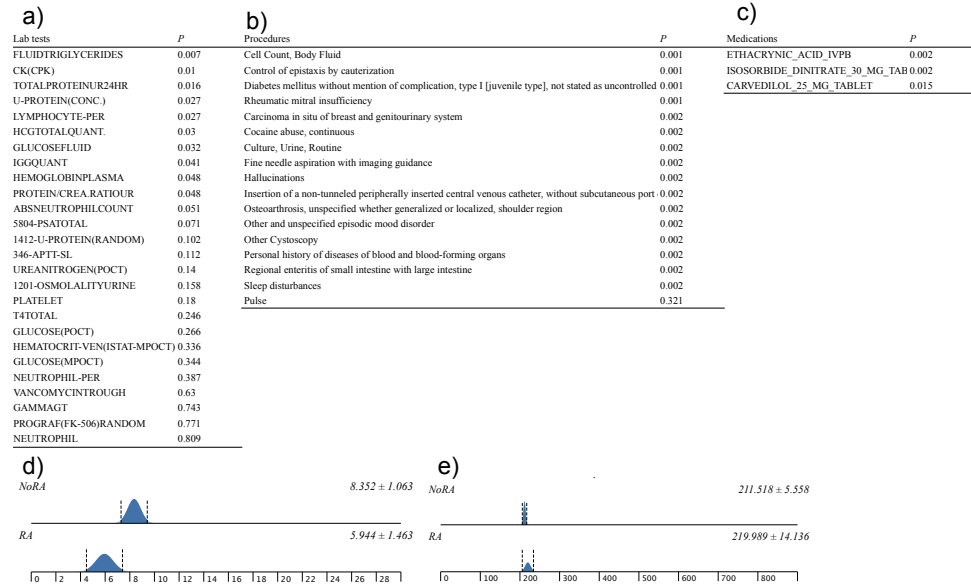 a)
Lab tests P
FLUIDTRIGLYCERIDES 0.007
CK(CPK) 0.01
TOTALPROTEINUR24HR 0.016
U-PROTEIN(CONC.) 0.027
LYMPHOCYTE-PER 0.027
HCGTOTALQUANT. 0.03
GLUCOSEFLUID 0.032
IGGQUANT 0.041
HEMOGLOBINPLASMA 0.048
PROTEIN/CREA.RATIOUR 0.048
ABSNEUTROPHILCOUNT 0.051
5804-PSATOTAL 0.071
1412-U-PROTEIN(RANDOM) 0.102
346-APTT-SL 0.112
UREANITROGEN(POCT) 0.14
1201-OSMOLALITYURINE 0.158
PLATELET 0.18
T4TOTAL 0.246
GLUCOSE(POCT) 0.266
HEMATOCRIT-VEN(ISTAT-MPOCT) 0.336
GLUCOSE(MPOCT) 0.344
NEUTROPHIL-PER 0.387
VANCOMYCINTROUGH 0.63
GAMMAGT 0.743
PROGRAF(FK-506)RANDOM 0.771
NEUTROPHIL 0.809
b)
Procedures P
Cell Count, Body Fluid 0.001
Control of epistaxis by cauterization 0.001
Diabetes mellitus without mention of complication, type I [juvenile type], not stated as uncontrolled 0.001
Rheumatic mitral insufficiency 0.001
Carcinoma in situ of breast and genitourinary system 0.002
Cocaine abuse, continuous 0.002
Culture, Urine, Routine 0.002
Fine needle aspiration with imaging guidance 0.002
Hallucinations 0.002
Insertion of a non-tunneled peripherally inserted central venous catheter, without subcutaneous port 0.002
Osteoarthrosis, unspecified whether generalized or localized, shoulder region 0.002
Other and unspecified episodic mood disorder 0.002
Other Cystoscopy 0.002
Personal history of diseases of blood and blood-forming organs 0.002
Regional enteritis of small intestine with large intestine 0.002
Sleep disturbances 0.002
Pulse 0.321
c)
Medications P
ETHACRYNIC_ACID_IVPB 0.002
ISOSORBIDE_DINITRATE_30_MG_TAB 0.002
CARVEDILOL_25_MG_TABLET 0.015
d)
NoRA 8.352 ± 1.063
RA 5.944 ± 1.463
0 2 4 6 8 10 12 14 16 18 20 22 24 26 28
e)
NoRA 211.518 ± 5.558
RA 219.989 ± 14.136
0 100 200 300 400 500 600 700 800